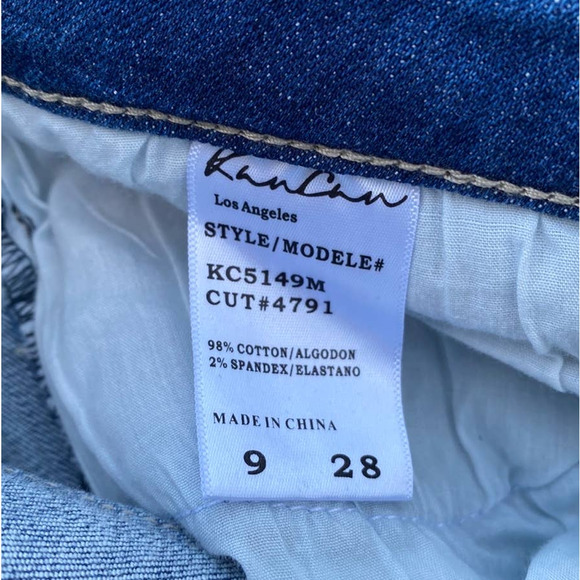 KanCan
Los Angeles
STYLE/MODELE#
KC5149M
CUT#4791
98% COTTON/ALGODON
2% SPANDEX/ELASTANO
MADE IN CHINA
9 28